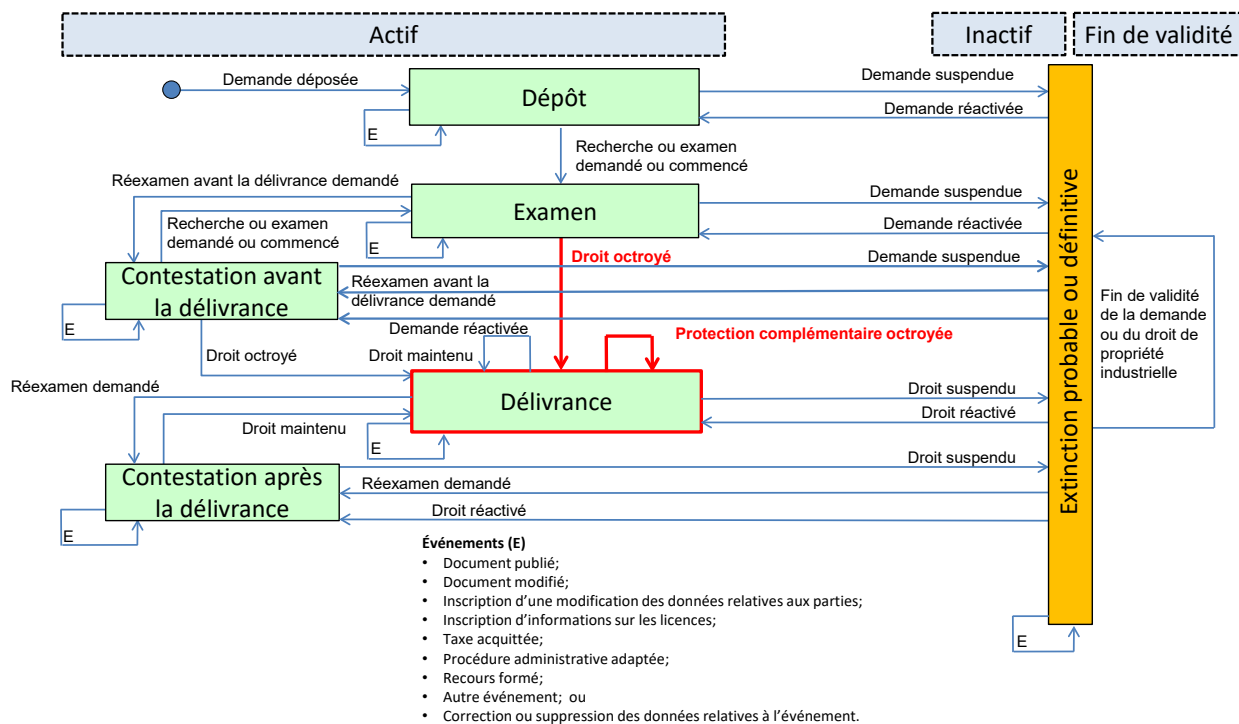 Actif
Inactif
Fin de validité
Demande déposée
Dépôt
Demande suspendue
Demande réactivée
E
Recherche ou examen
demandé ou commencé
Réexamen avant la délivrance demandé
Examen
Demande suspendue
Demande réactivée
Recherche ou examen
demandé ou commencé
E
Droit octroyé
Demande suspendue
Contestation avant
la délivrance
Réexamen avant la
délivrance demandé
E
Fin de validité
de la demande
ou du droit de
propriété
industrielle
Demande réactivée
Protection complémentaire octroyée
Droit octroyé
Droit maintenu
Réexamen demandé
Délivrance
Droit suspendu
Droit réactivé
Droit maintenu
E
Droit suspendu
Contestation après
la délivrance
Réexamen demandé
Droit réactivé
E
Extinction probable ou définitive
E
Événements (E)
• Document publié;
• Document modifié;
• Inscription d’une modification des données relatives aux parties;
• Inscription d’informations sur les licences;
• Taxe acquittée;
• Procédure administrative adaptée;
• Recours formé;
• Autre événement; ou
• Correction ou suppression des données relatives à l’événement.